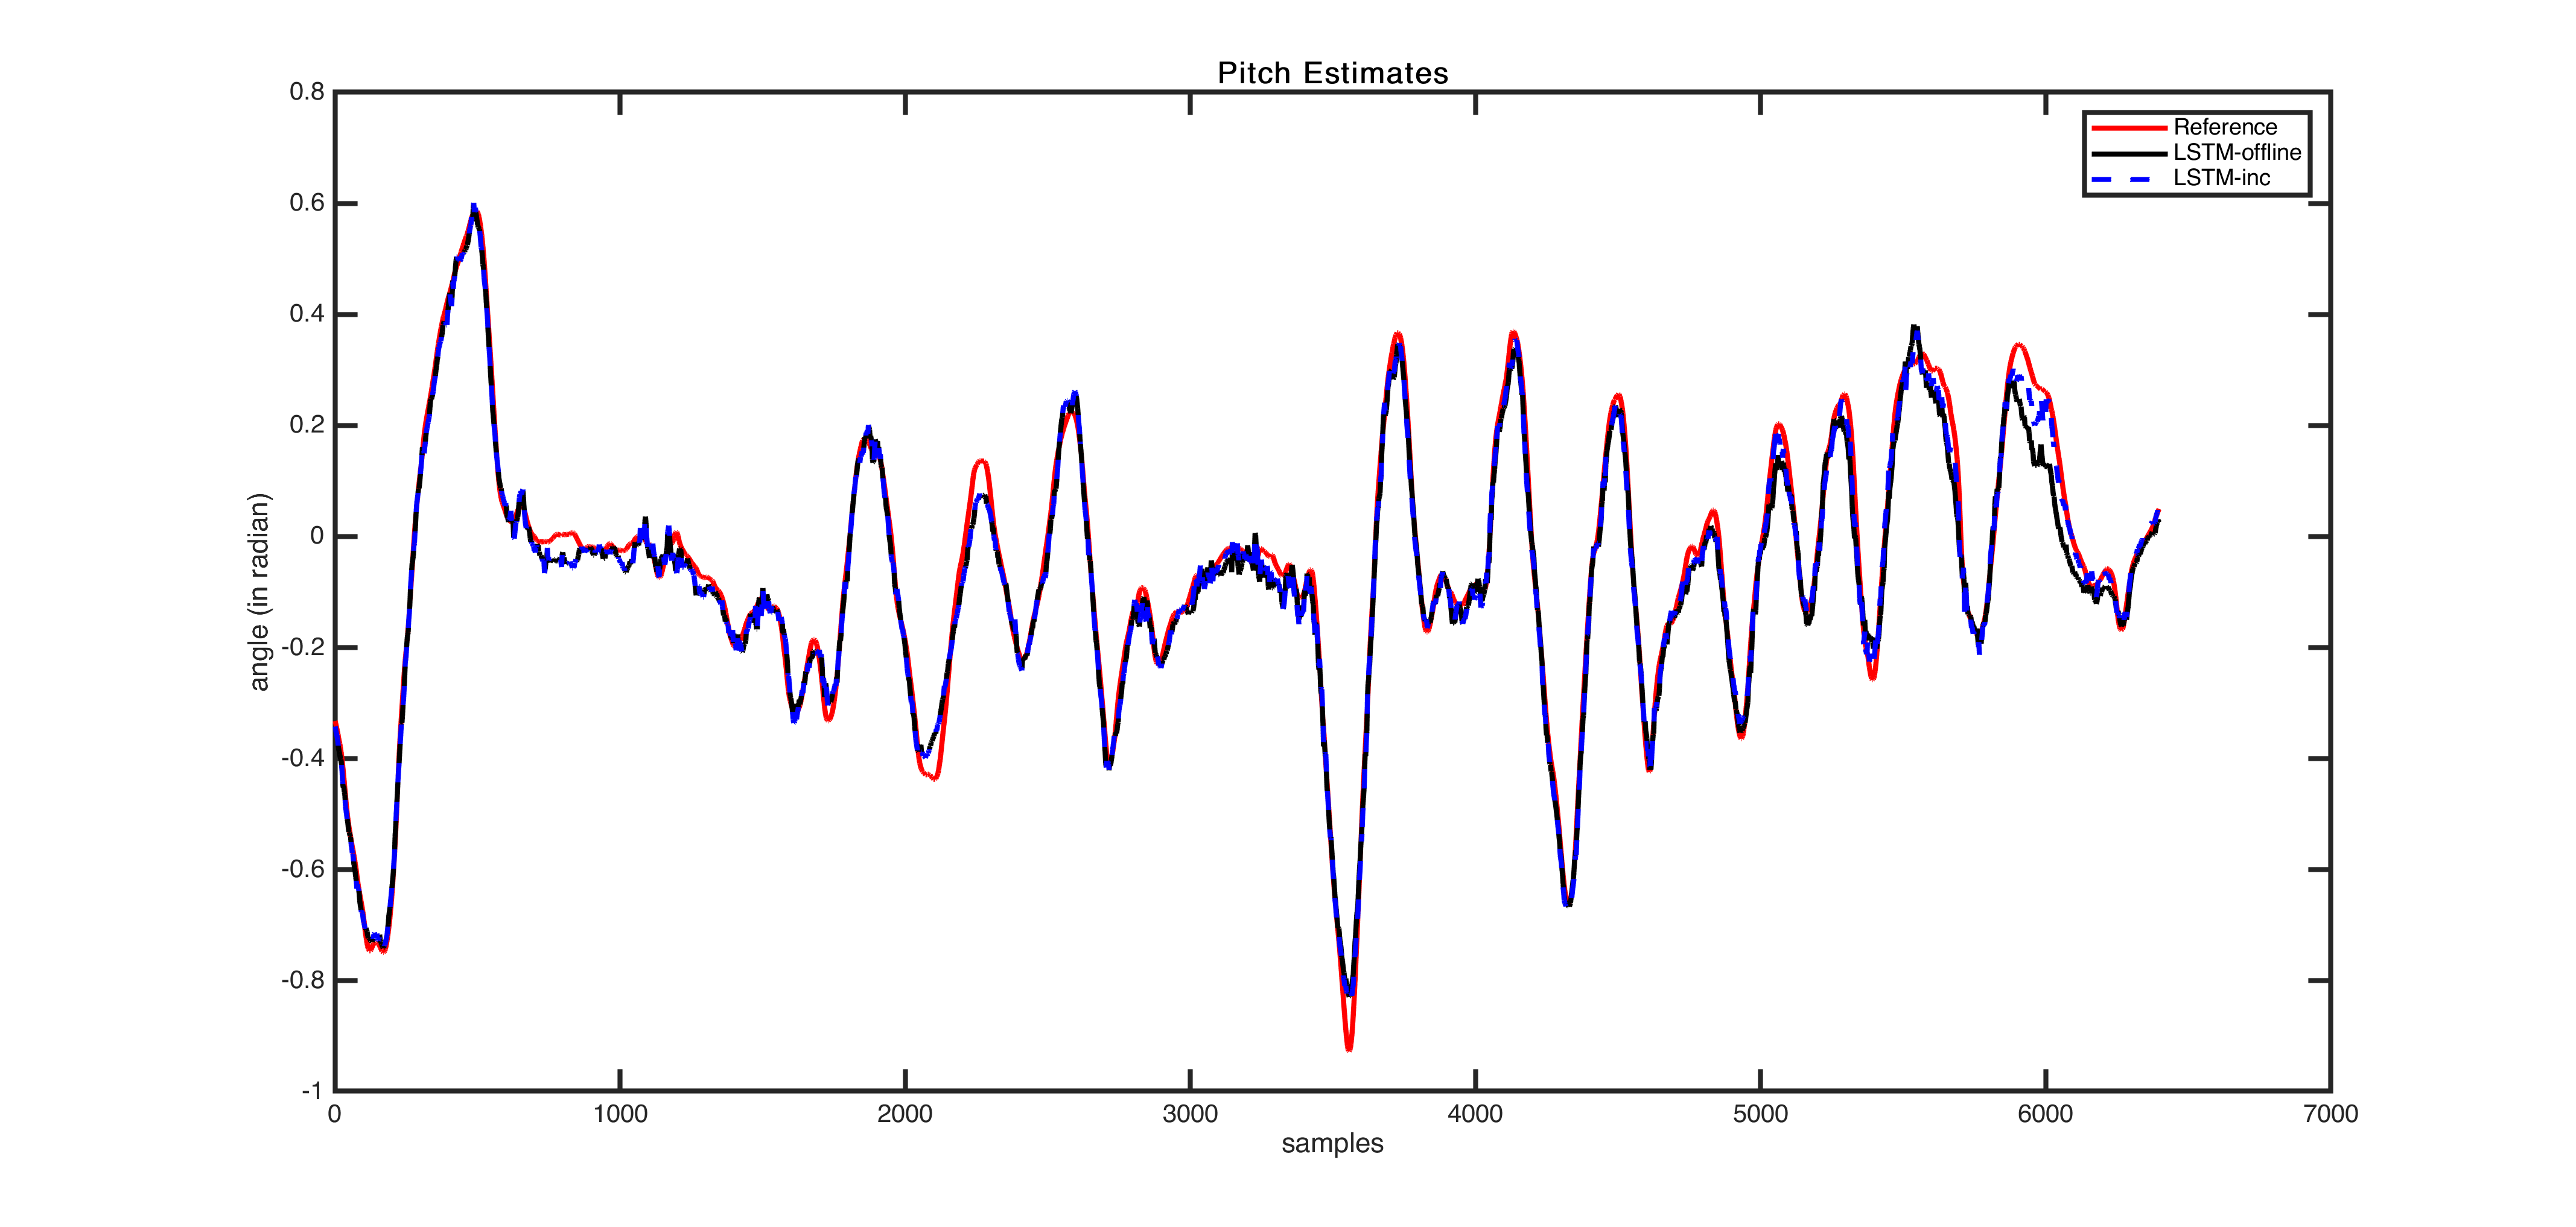 Pitch Estimates
0.8
0.6
0.4
0.2
0
-0.2
-0.4
-0.6
-0.8
-1
angle (in radian)
Reference
LSTM-offline
LSTM-inc
0 1000 2000 3000 4000 5000 6000 7000
samples